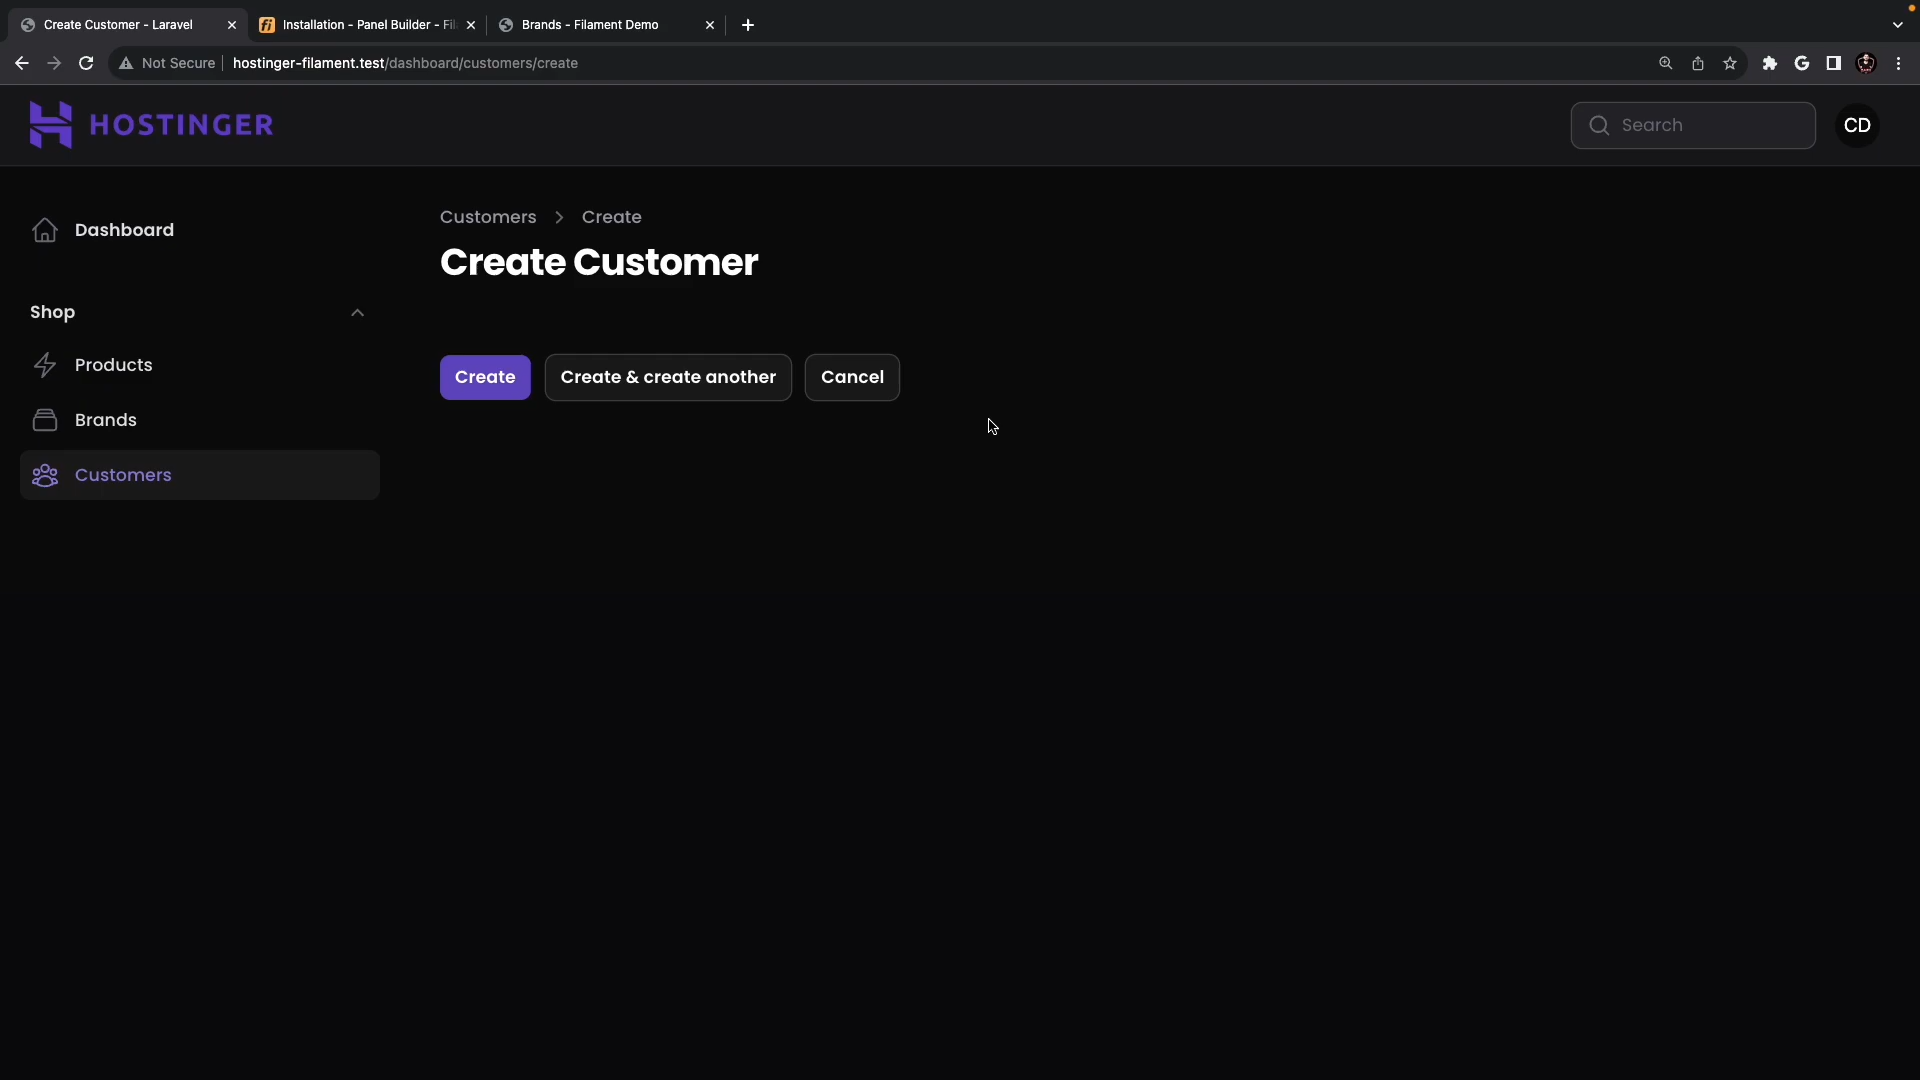 Create Customer - Laravel
Installation - Panel Builder - Fil
Brands - Filament Demo
Not Secure
hostinger-filament.test/dashboard/customers/create
HOSTINGER
Search
CD
Dashboard
Shop
Products
Brands
Customers
Customers > Create
Create Customer
Create
Create & create another
Cancel